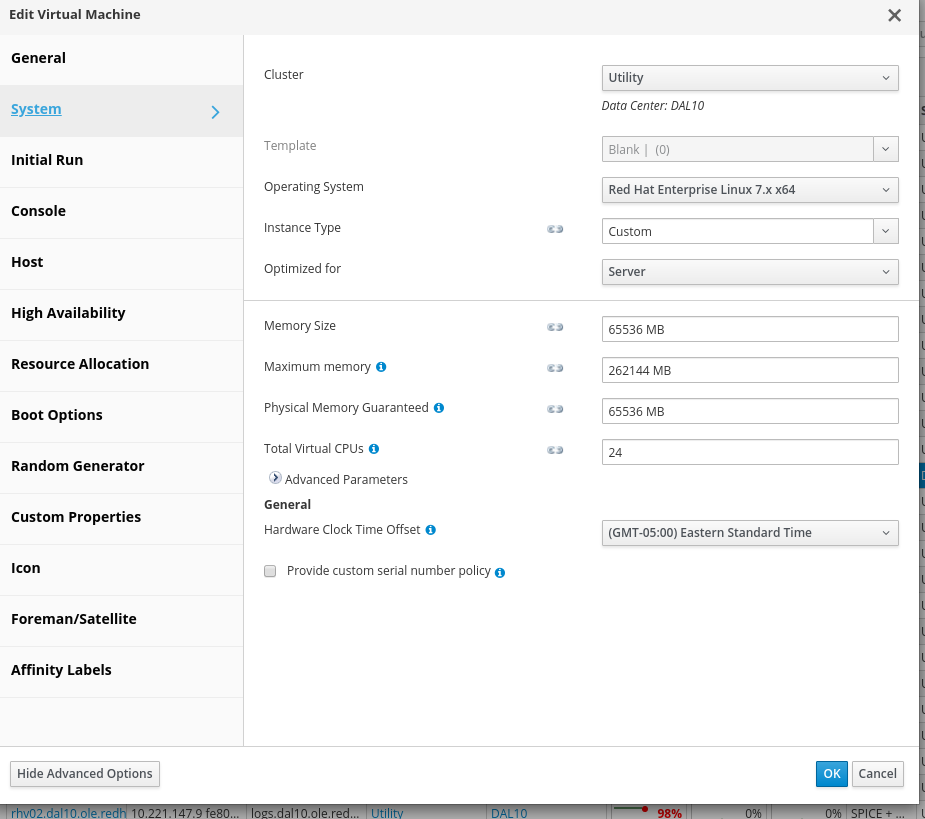 Edit Virtual Machine
General
System
Initial Run
Console
Host
High Availability
Resource Allocation
Boot Options
Random Generator
Custom Properties
Icon
Foreman/Satellite
Affinity Labels
Cluster
Utility
Data Center: DAL10
Template
Blank | (0)
Operating System
Red Hat Enterprise Linux 7.x x64
Instance Type
Custom
Optimized for
Server
Memory Size
65536 MB
Maximum memory
262144 MB
Physical Memory Guaranteed
65536 MB
Total Virtual CPUs
24
Advanced Parameters
General
Hardware Clock Time Offset
(GMT-05:00) Eastern Standard Time
Provide custom serial number policy
Hide Advanced Options
OK
Cancel
rhv02.dal10.ole.redh 10.221.147.9 fe80... logs.dal10.ole.red... Utility DAL10 98% 0% 0% SPICE + ...